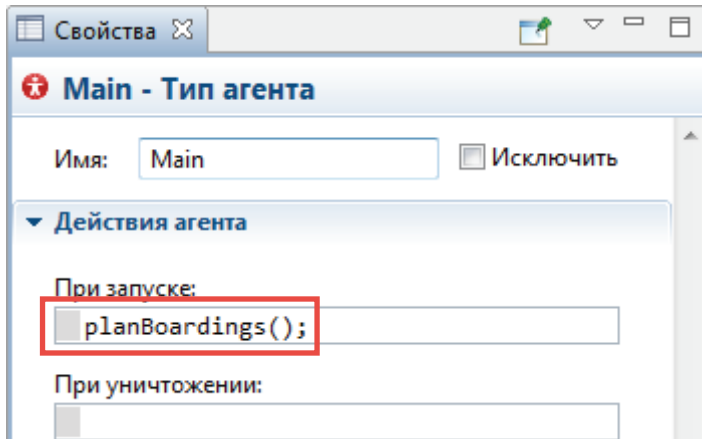 Свойства
Main - Тип агента
Имя: Main Исключить
Действия агента
При запуске:
planBoardings();
При уничтожении: